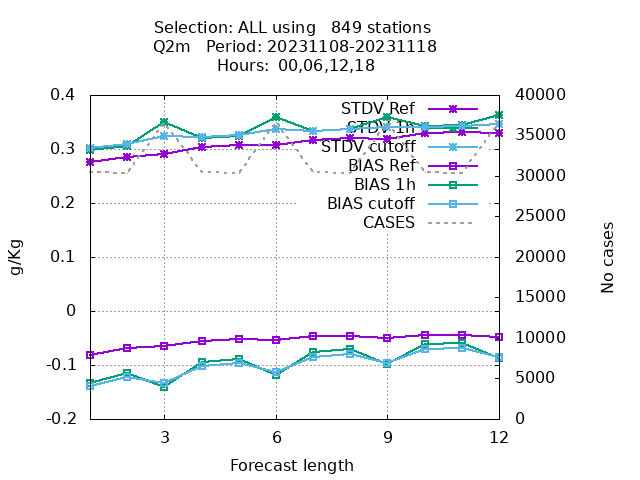 Selection: ALL using   849 stations
Q2m   Period: 20231108-20231118
Hours:  00,06,12,18
0.4
0.3
0.2
0.1
0
-0.1
-0.2
g/Kg
STDV Ref
STDV 1h
STDV cutoff
BIAS Ref
BIAS 1h
BIAS cutoff
CASES
40000
35000
30000
25000
20000
15000
10000
5000
0
No cases
3
6
9
12
Forecast length